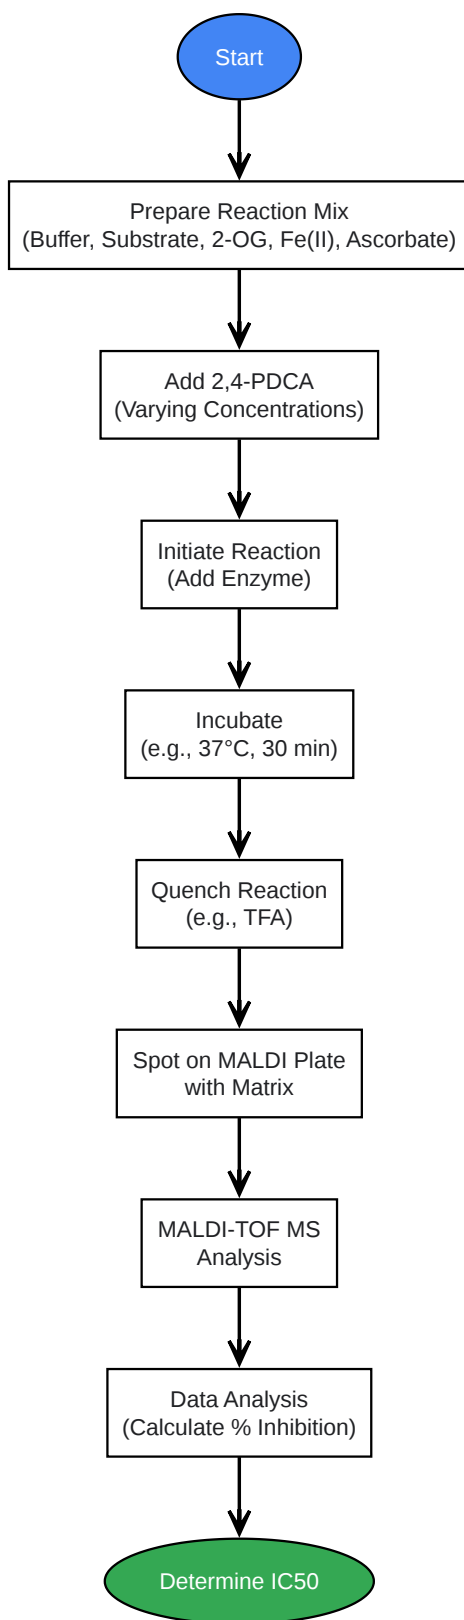 Start
Prepare Reaction Mix
(Buffer, Substrate, 2-OG, Fe(II), Ascorbate)
Add 2,4-PDCA
(Varying Concentrations)
Initiate Reaction
(Add Enzyme)
Incubate
(e.g., 37°C, 30 min)
Quench Reaction
(e.g., TFA)
Spot on MALDI Plate
with Matrix
MALDI-TOF MS
Analysis
Data Analysis
(Calculate % Inhibition)
Determine IC50